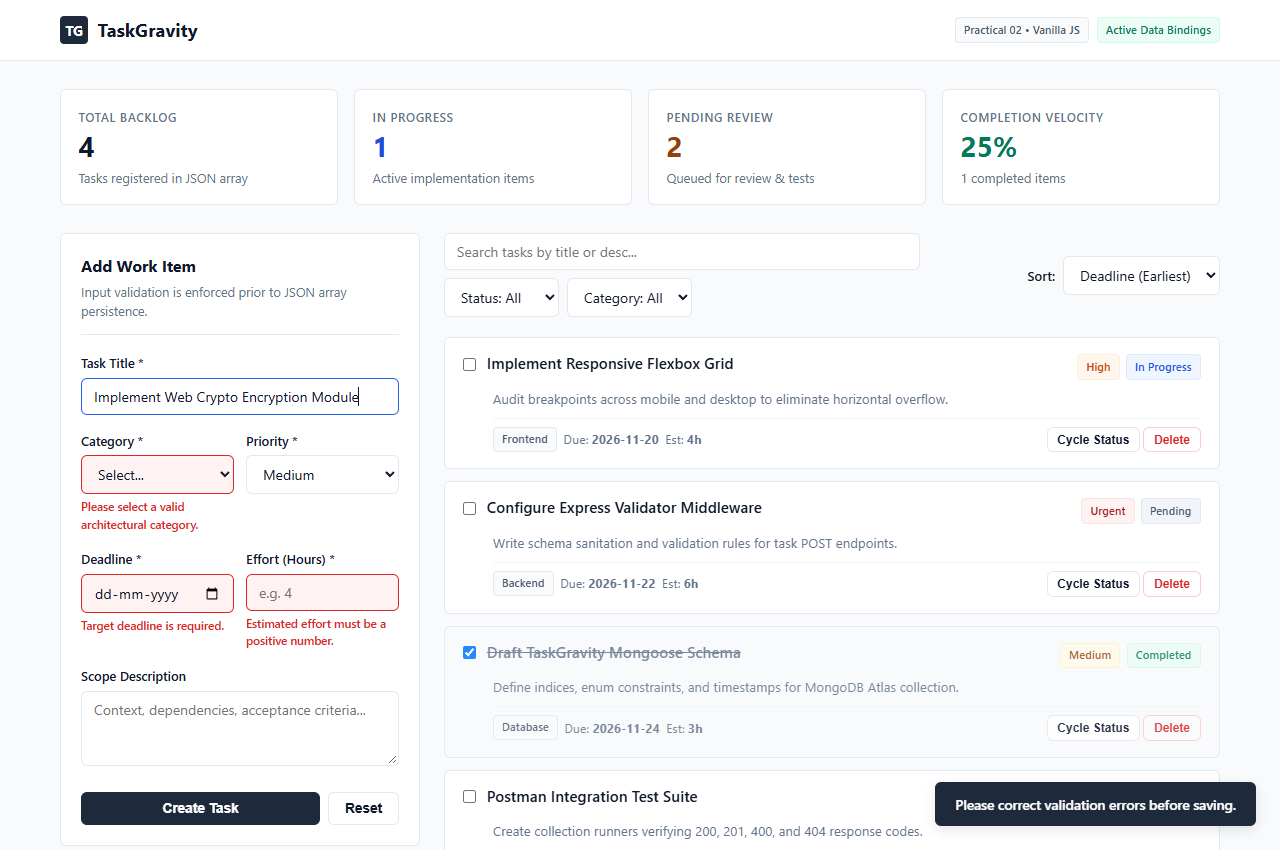 TG TaskGravity
Practical 02 • Vanilla JS
Active Data Bindings
TOTAL BACKLOG
4
Tasks registered in JSON array
IN PROGRESS
1
Active implementation items
PENDING REVIEW
2
Queued for review & tests
COMPLETION VELOCITY
25%
1 completed items
Add Work Item
Input validation is enforced prior to JSON array
persistence.
Task Title *
Implement Web Crypto Encryption Module
Category *
Select...
Please select a valid
architectural category.
Priority *
Medium
Deadline *
dd-mm-yyyy
Target deadline is required.
Effort (Hours) *
e.g. 4
Estimated effort must be a
positive number.
Scope Description
Context, dependencies, acceptance criteria...
Create Task
Reset
Search tasks by title or desc...
Status: All
Category: All
Sort:
Deadline (Earliest)
Implement Responsive Flexbox Grid
High
In Progress
Audit breakpoints across mobile and desktop to eliminate horizontal overflow.
Frontend
Due: 2026-11-20
Est: 4h
Cycle Status
Delete
Configure Express Validator Middleware
Urgent
Pending
Write schema sanitation and validation rules for task POST endpoints.
Backend
Due: 2026-11-22
Est: 6h
Cycle Status
Delete
Draft TaskGravity Mongoose Schema
Medium
Completed
Define indices, enum constraints, and timestamps for MongoDB Atlas collection.
Database
Due: 2026-11-24
Est: 3h
Cycle Status
Delete
Postman Integration Test Suite
Create collection runners verifying 200, 201, 400, and 404 response codes.
Please correct validation errors before saving.